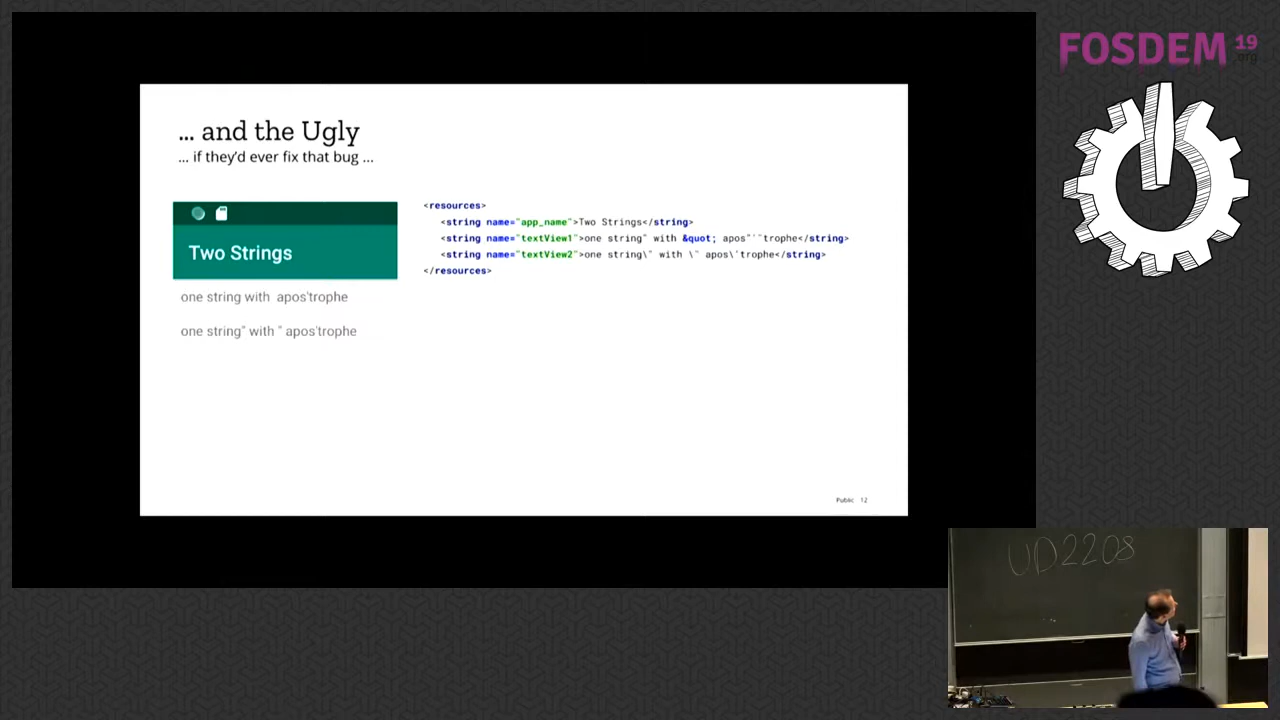 FOSDEM 19
.org
... and the Ugly
... if they'd ever fix that bug ...
Two Strings
one string with  apos'trophe
one string" with " apos'trophe
<resources>
<string name="app_name">Two Strings</string>
<string name="textView1">one string" with &quot; apos"'"trophe</string>
<string name="textView2">one string\" with \" apos\'trophe</string>
</resources>
Public 12
UD2208